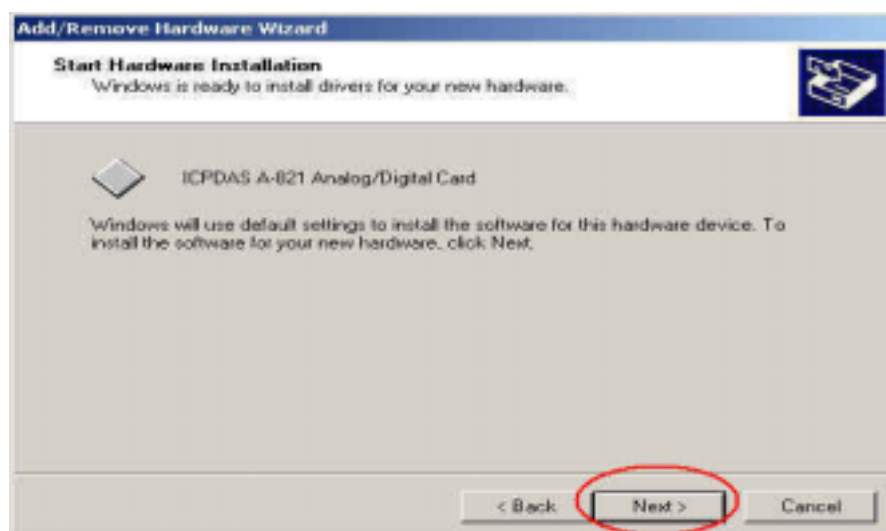 Add/Remove Hardware Wizard
Start Hardware Installation
Windows is ready to install drivers for your new hardware.
ICPDAS A-821 Analog/Digital Card
Windows will use default settings to install the software for this hardware device. To
install the software for your new hardware, click Next.
< Back
Next >
Cancel